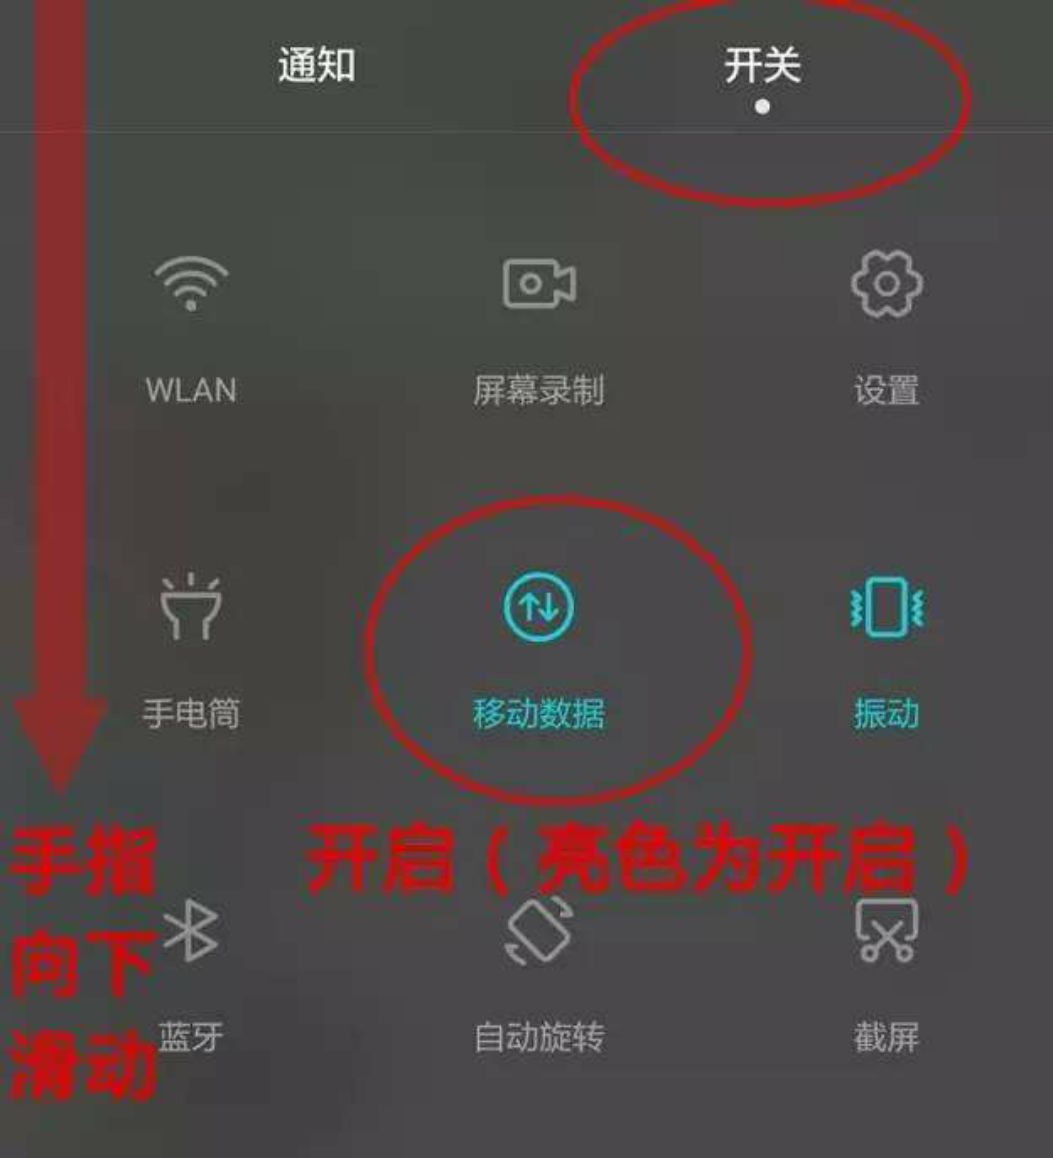 通知
开关
WLAN
屏幕录制
设置
手电筒
移动数据
振动
手指
向下
滑动
开启（亮色为开启）
蓝牙
自动旋转
截屏